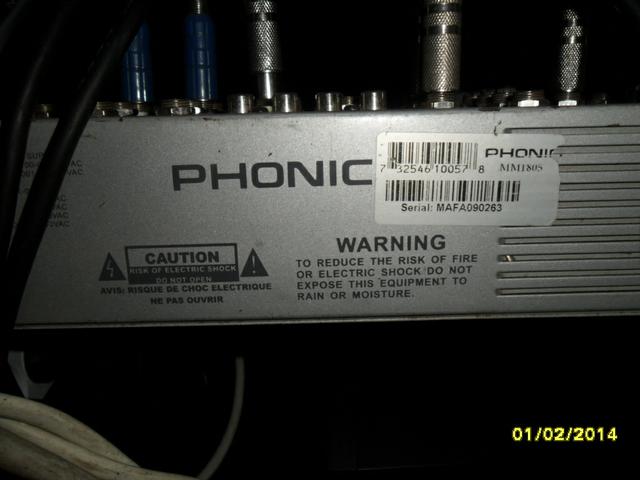 PHONIC
7 32546 10057 8
PHONIC
MM1805
Serial: MAFA090263
CAUTION
RISK OF ELECTRIC SHOCK
DO NOT OPEN
AVIS: RISQUE DE CHOC ELECTRIQUE
NE PAS OUVRIR
WARNING
TO REDUCE THE RISK OF FIRE
OR ELECTRIC SHOCK DO NOT
EXPOSE THIS EQUIPMENT TO
RAIN OR MOISTURE.
01/02/2014